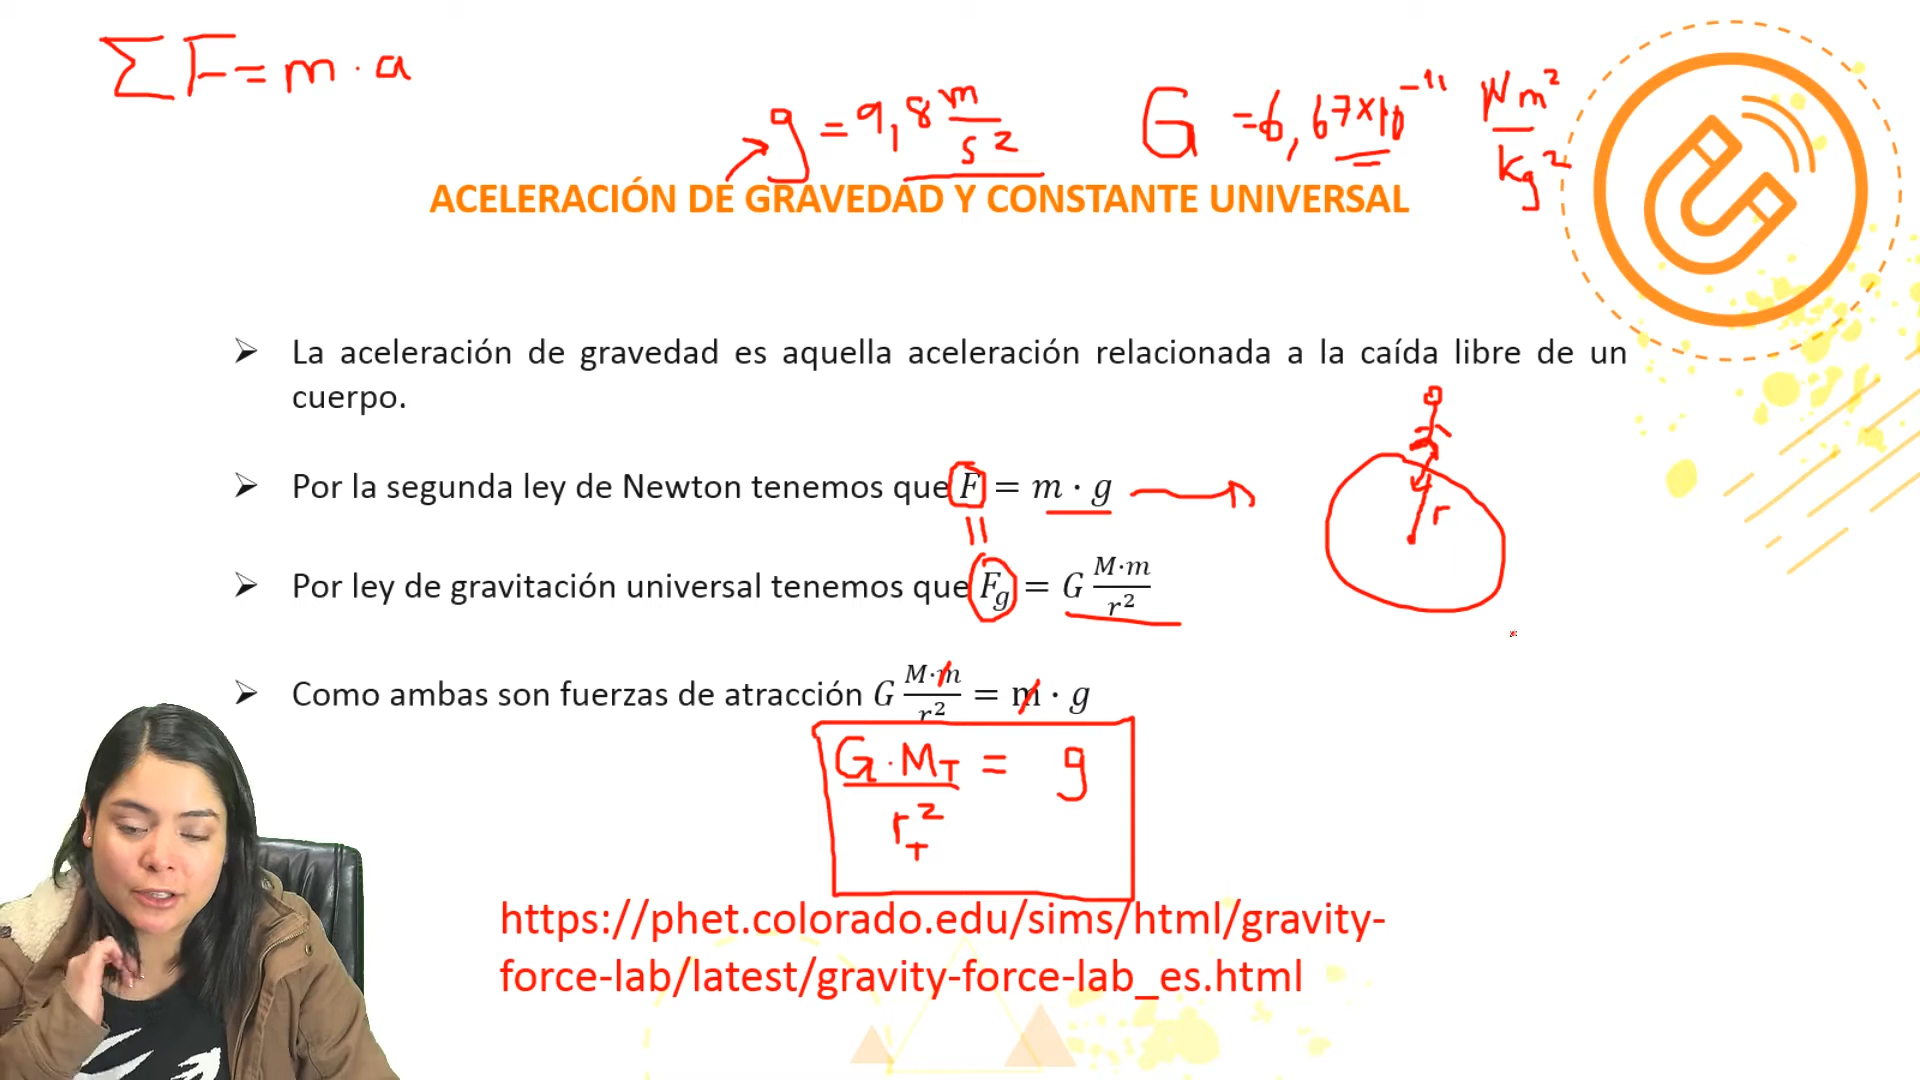 ∑F = m · a
g = 9,8 m/s²
G = 6,67×10⁻¹¹ Nm²/kg²
ACELERACIÓN DE GRAVEDAD Y CONSTANTE UNIVERSAL
➢ La aceleración de gravedad es aquella aceleración relacionada a la caída libre de un
cuerpo.
➢ Por la segunda ley de Newton tenemos que F = m · g
=
r
➢ Por ley de gravitación universal tenemos que Fg = G M·m/r²
➢ Como ambas son fuerzas de atracción G M·m/r² = m · g
G · M_T / r_T² = g
https://phet.colorado.edu/sims/html/gravity-
force-lab/latest/gravity-force-lab_es.html